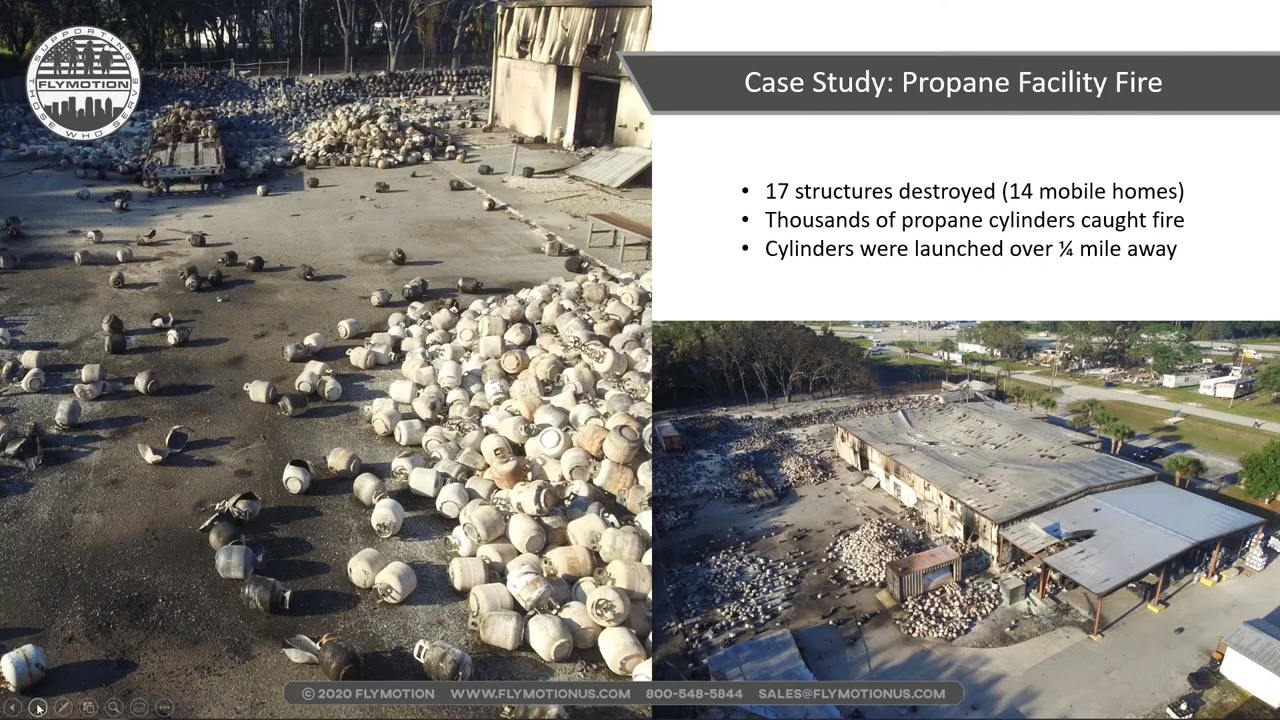 SUPPORTING
FLYMOTION
THOSE WHO SERVE
Case Study: Propane Facility Fire
• 17 structures destroyed (14 mobile homes)
• Thousands of propane cylinders caught fire
• Cylinders were launched over ¼ mile away
© 2020 FLYMOTION WWW.FLYMOTIONUS.COM 800-548-5844 SALES@FLYMOTIONUS.COM